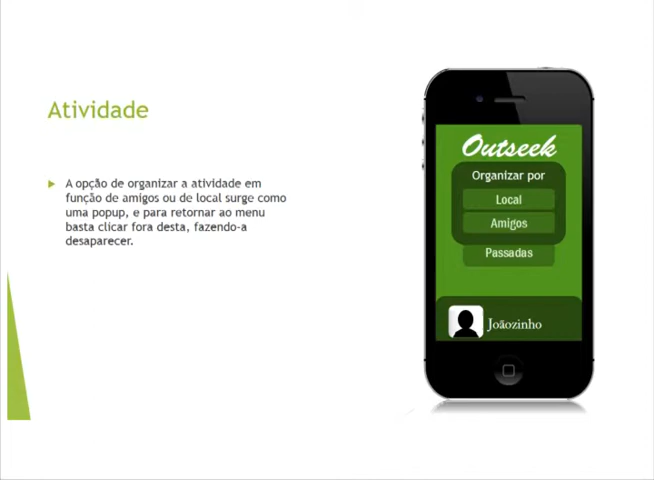 Atividade
A opção de organizar a atividade em
função de amigos ou de local surge como
uma popup, e para retornar ao menu
basta clicar fora desta, fazendo-a
desaparecer.
Outseek
Organizar por
Local
Amigos
Passadas
Joãozinho